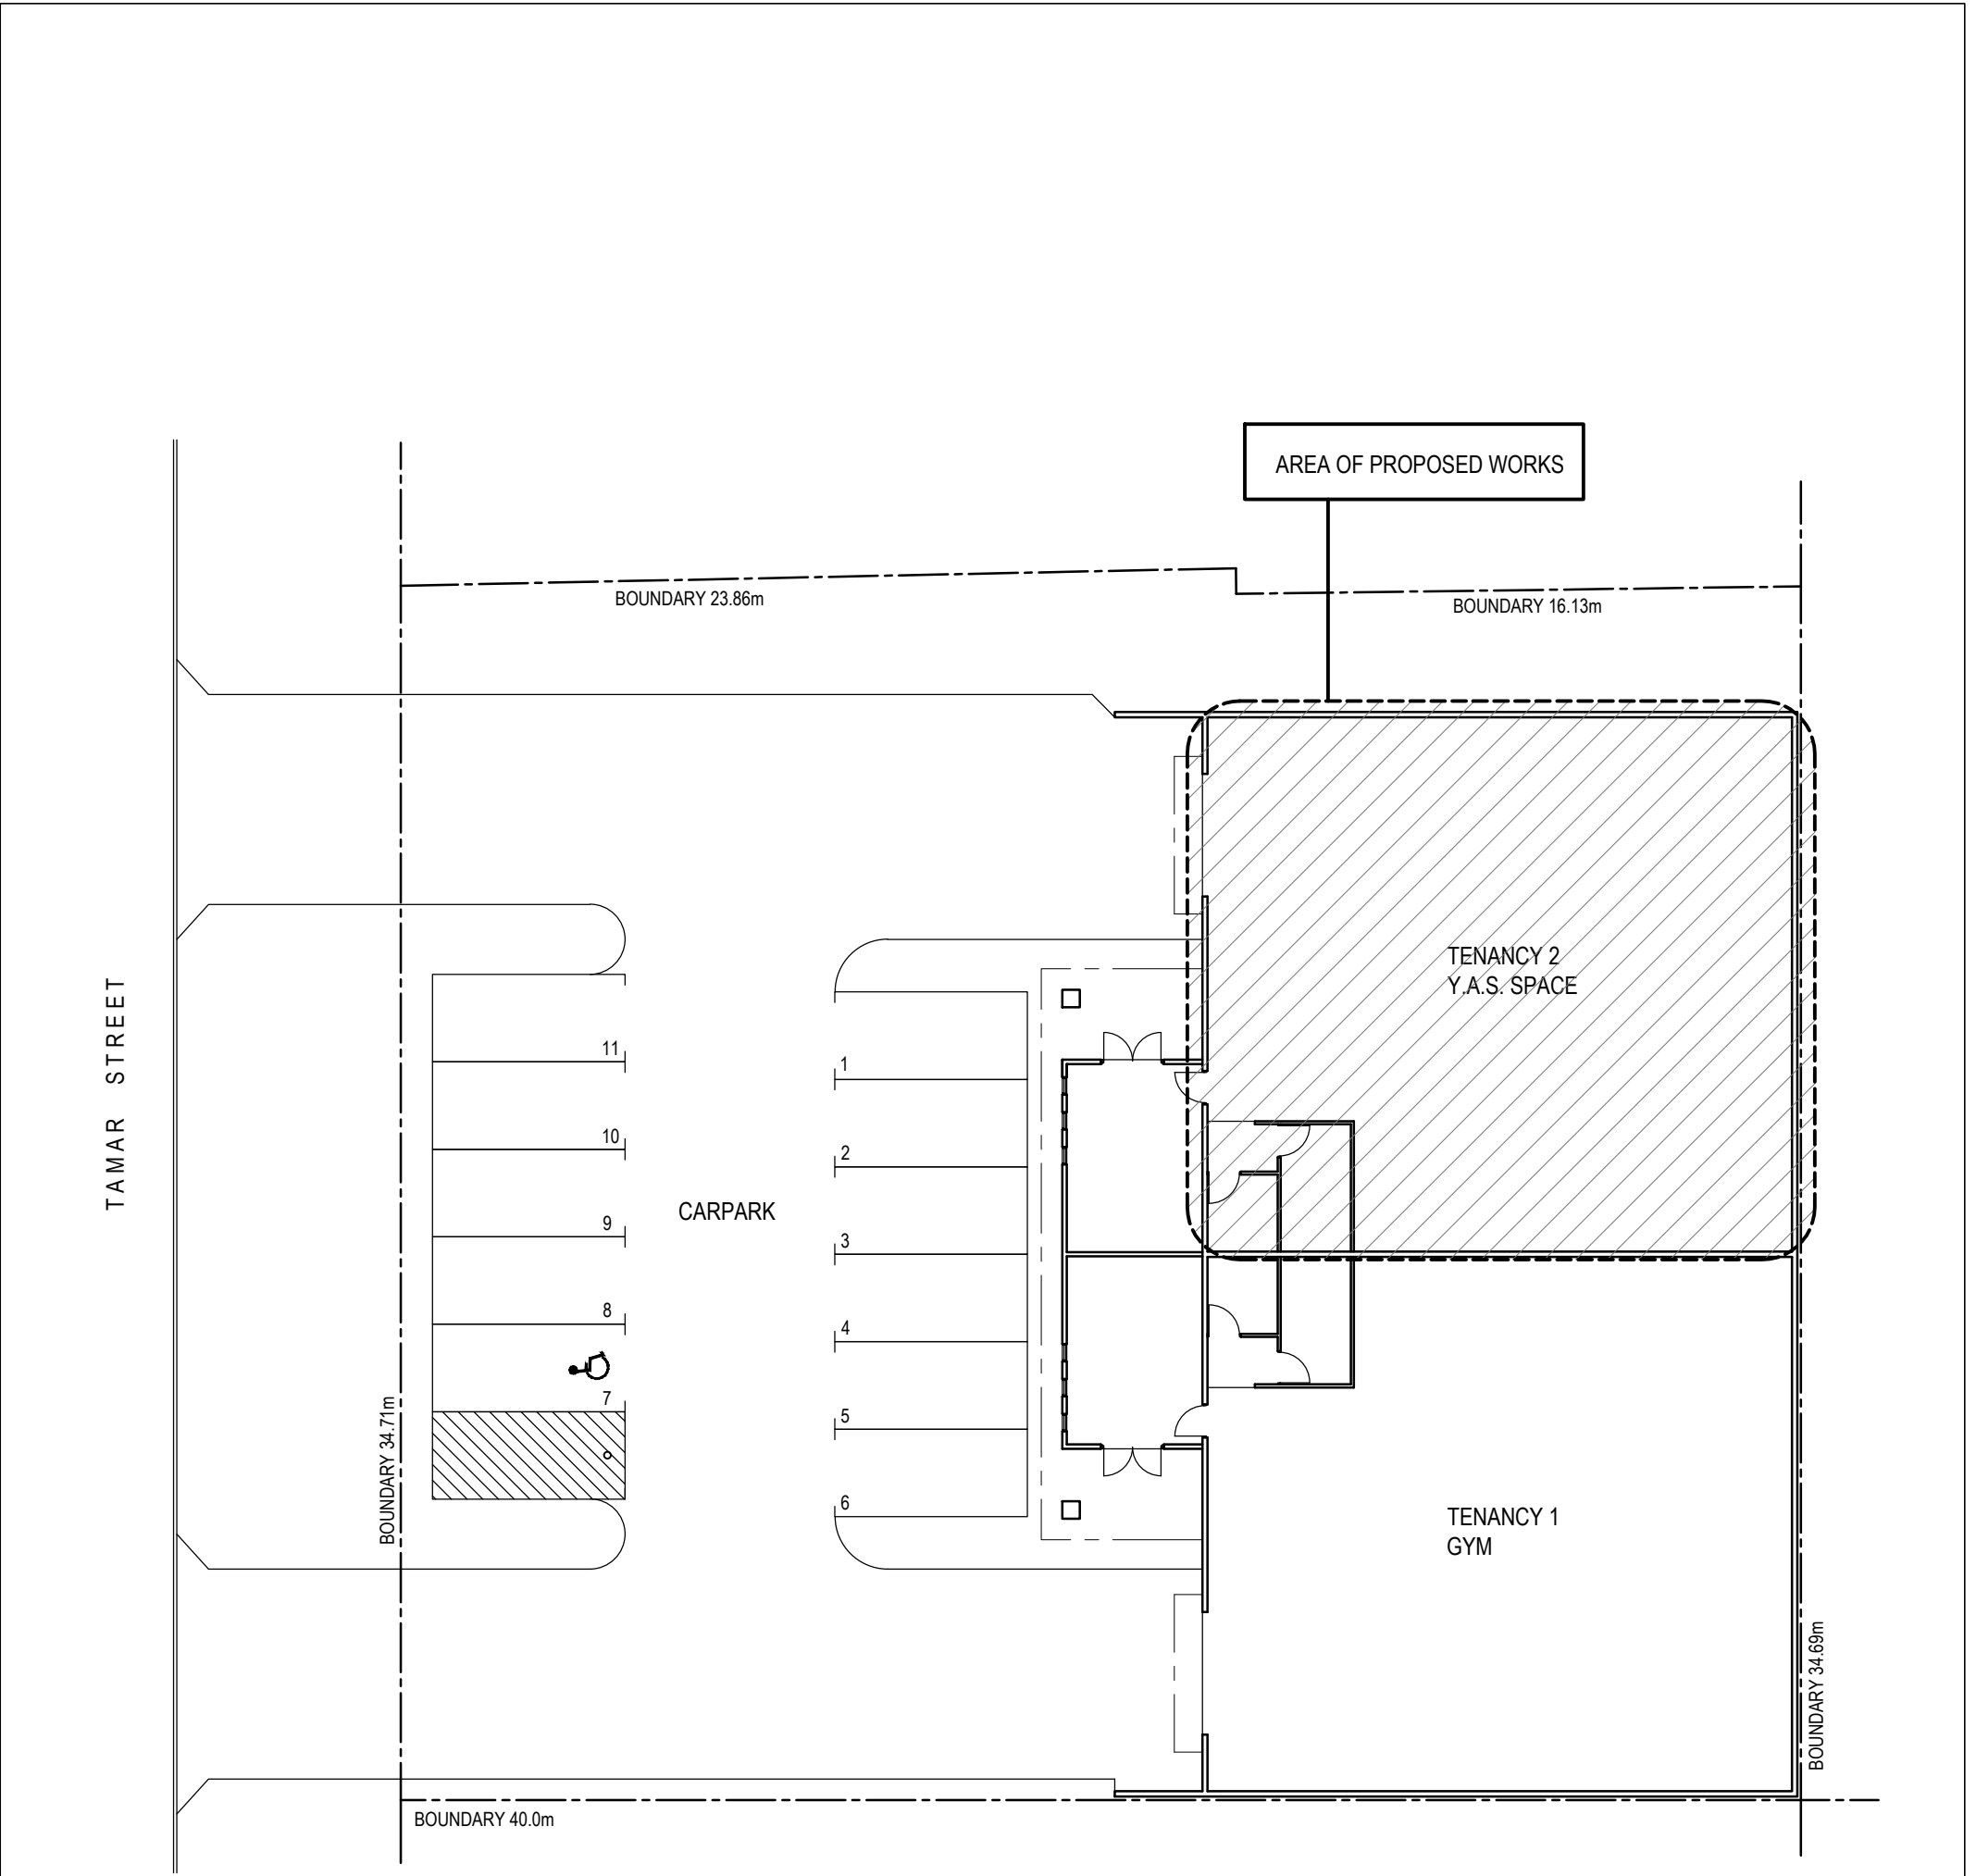 AREA OF PROPOSED WORKS
BOUNDARY 23.86m
BOUNDARY 16.13m
TENANCY 2
Y.A.S. SPACE
TAMAR STREET
11
10
9
8
7
CARPARK
1
2
3
4
5
6
BOUNDARY 34.71m
TENANCY 1
GYM
BOUNDARY 34.69m
BOUNDARY 40.0m